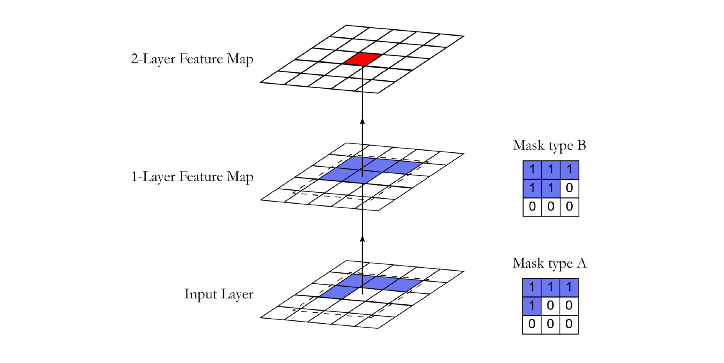 2-Layer Feature Map
1-Layer Feature Map
Mask type B
1 1 1
1 1 0
0 0 0
Input Layer
Mask type A
1 1 1
1 0 0
0 0 0